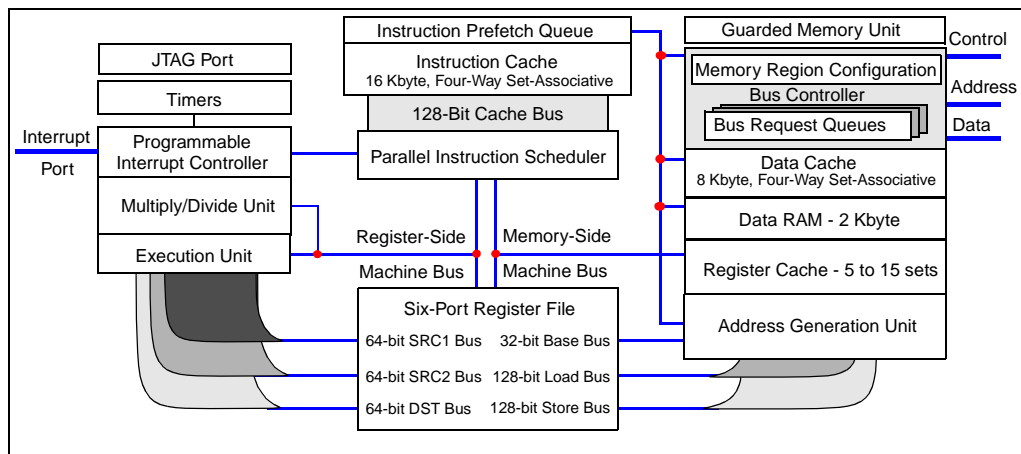 JTAG Port
Timers
Interrupt
Port
Programmable
Interrupt Controller
Multiply/Divide Unit
Execution Unit
Instruction Prefetch Queue
Instruction Cache
16 Kbyte, Four-Way Set-Associative
128-Bit Cache Bus
Parallel Instruction Scheduler
Register-Side
Machine Bus
Memory-Side
Machine Bus
Six-Port Register File
64-bit SRC1 Bus
32-bit Base Bus
64-bit SRC2 Bus
128-bit Load Bus
64-bit DST Bus
128-bit Store Bus
Guarded Memory Unit
Memory Region Configuration
Bus Controller
Bus Request Queues
Control
Address
Data
Data Cache
8 Kbyte, Four-Way Set-Associative
Data RAM - 2 Kbyte
Register Cache - 5 to 15 sets
Address Generation Unit